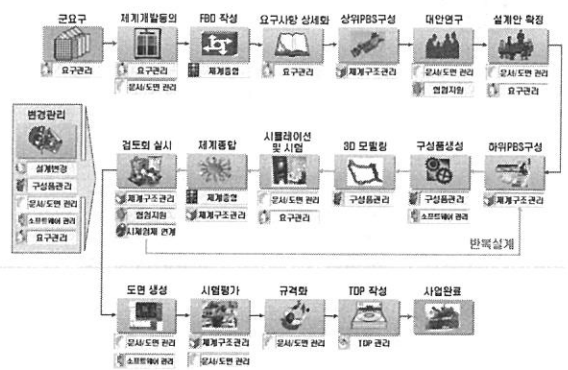 군요구
체계개발동의
FBD 작성
요구사항 상세화
상위PBS구성
대안연구
설계안 확정
요구관리
요구관리
문서/도면 관리
체계종합
요구관리
체계구조관리
문서/도면 관리
협업지원
문서/도면 관리
요구관리
변경관리
설계변경
구성품관리
문서/도면 관리
소프트웨어 관리
요구관리
검토회 실시
체계구조관리
협업지원
시제업체 연계
체계종합
체계종합
체계구조관리
시뮬레이션
및 시험
문서/도면 관리
요구관리
3D 모델링
구성품관리
구성품생성
구성품관리
소프트웨어 관리
하위PBS구성
체계구조관리
반복설계
도면 생성
문서/도면 관리
소프트웨어 관리
시험평가
체계구조관리
문서/도면 관리
규격화
문서/도면 관리
TDP 작성
TDP 관리
사업완료